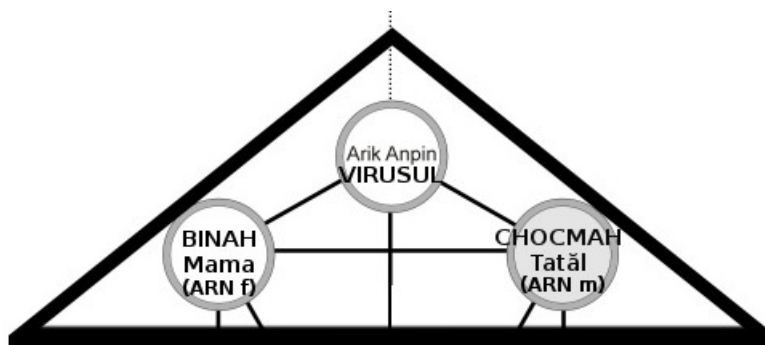 Arik Anpin
VIRUSUL
BINAH
Mama
(ARN f)
CHOCMAH
Tatăl
(ARN m)